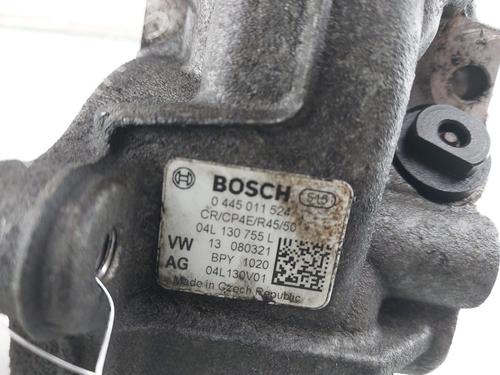 BOSCH 515
0 445 011 524
CR/CP4E/R45/50
04L 130 755 L
VW 13 080321
AG BPY 1020
04L130V01
Made in Czech Republic